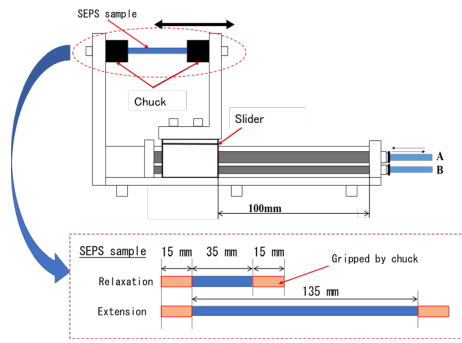 SEPS sample
Chuck
Slider
A
B
100mm
SEPS sample
15 mm 35 mm 15 mm
Gripped by chuck
Relaxation
135 mm
Extension